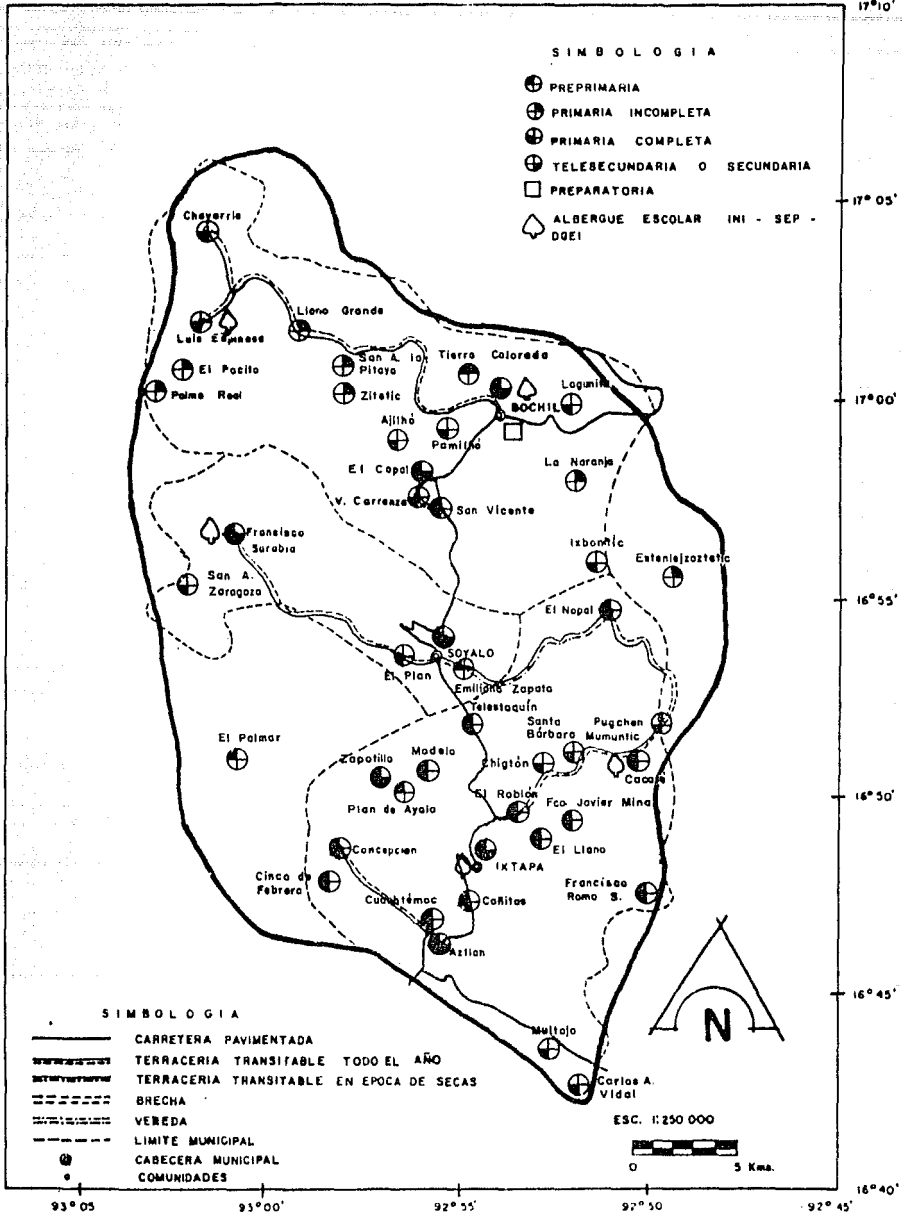 17°10'
SIMBOLOGIA
PREPRIMARIA
PRIMARIA INCOMPLETA
PRIMARIA COMPLETA
TELESECUNDARIA O SECUNDARIA
PREPARATORIA
ALBERGUE ESCOLAR INI - SEP -
DGEI
17°05'
Chavarria
Llano Grande
Luis Espinosa
El Pocito
San A. la
Pitaya
Tierra Colorada
Palma Real
Zitetic
Lagunita
17°00'
BOCHIL
Ajilhó
Pamilhó
El Copal
La Naranja
V. Carranza
San Vicente
Francisco
Sarabia
Ixbontic
San A.
Zaragoza
16°55'
El Nopal
SOYALO
El Plan
Emiliano Zapata
Telestaquín
Santa
Bárbara
Pugchen
Mumuntic
El Palmar
Zapotillo
Modelo
Chigtón
Plan de Ayala
El Roblon
Fco Javier Mina
16°50'
Concepcion
El Llano
IXTAPA
Cinco de
Febrero
Francisco
Romo S.
Cuauhtémoc
Cañitas
Aztlan
16°45'
N
SIMBOLOGIA
CARRETERA PAVIMENTADA
TERRACERIA TRANSITABLE TODO EL AÑO
TERRACERIA TRANSITABLE EN EPOCA DE SECAS
BRECHA
VEREDA
LIMITE MUNICIPAL
CABECERA MUNICIPAL
COMUNIDADES
Multajo
Carlos A.
Vidal
ESC. 1:250 000
0 5 Kms.
16°40'
93°05' 93°00' 92°55' 92°50' 92°45'